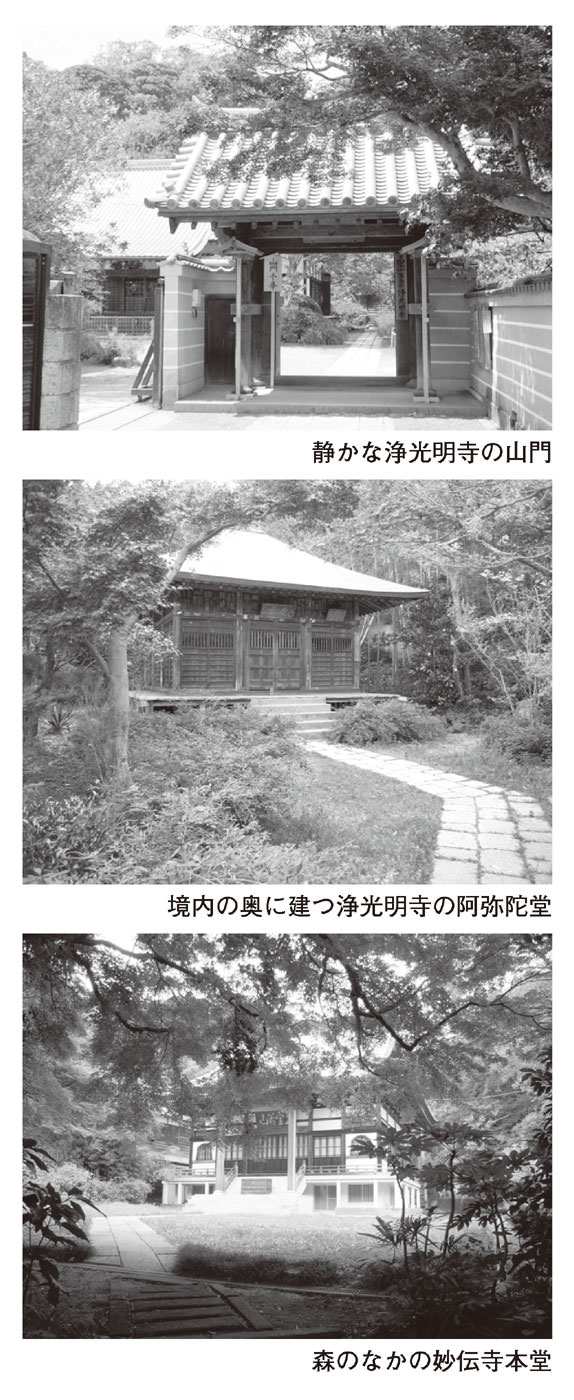 静かな浄光明寺の山門
境内の奥に建つ浄光明寺の阿弥陀堂
森のなかの妙伝寺本堂